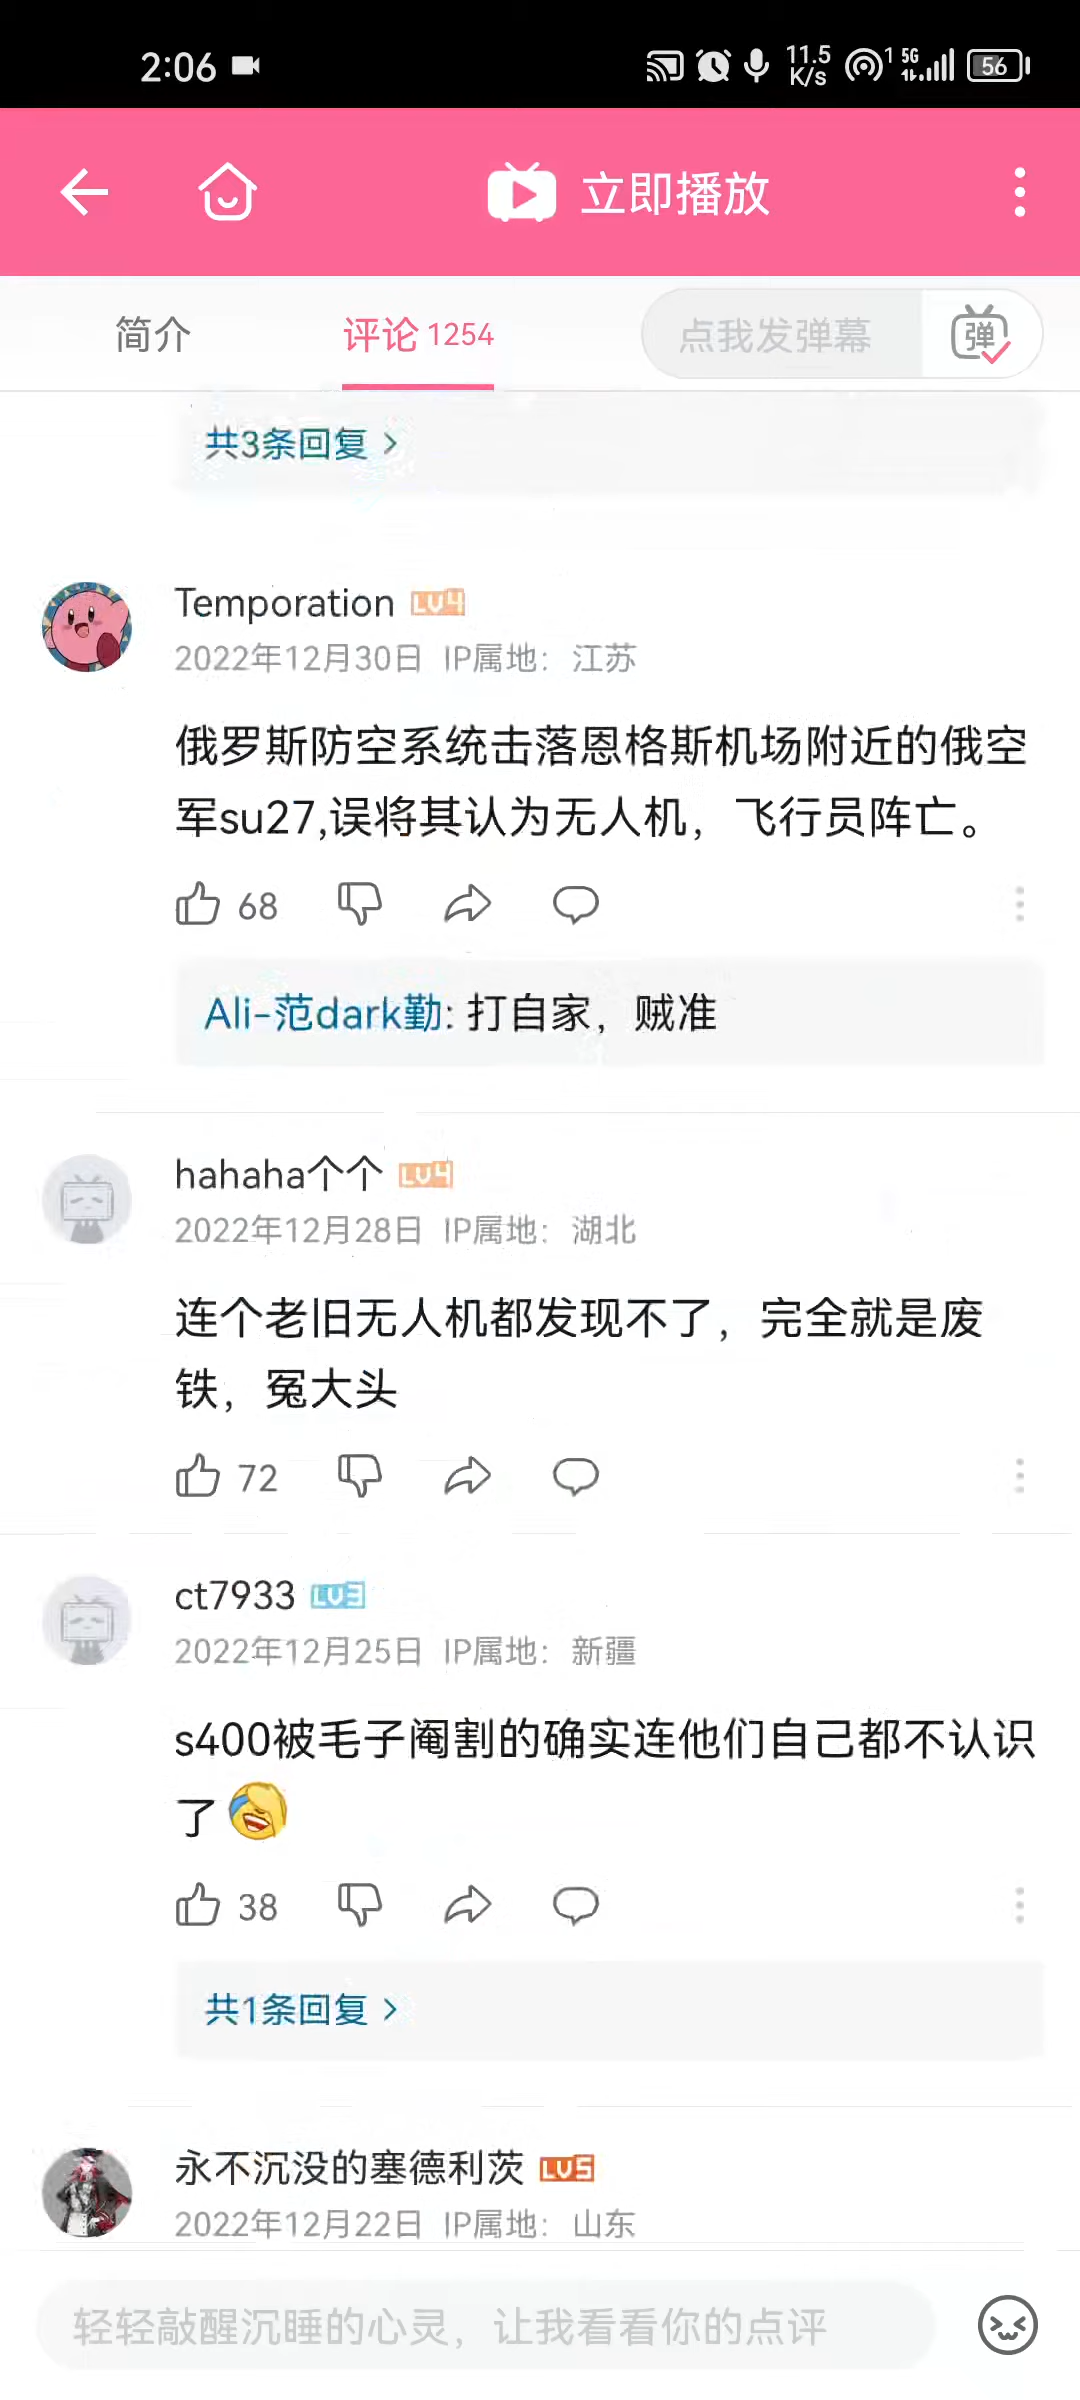 2:06
11.5
K/s
1
5G
56
立即播放
简介
评论 1254
点我发弹幕
弹
共3条回复 >
Temporation LV4
2022年12月30日 IP属地：江苏
俄罗斯防空系统击落恩格斯机场附近的俄空
军su27,误将其认为无人机，飞行员阵亡。
68
Ali-范dark勤: 打自家，贼准
hahaha个个 LV4
2022年12月28日 IP属地：湖北
连个老旧无人机都发现不了，完全就是废
铁，冤大头
72
ct7933 LV3
2022年12月25日 IP属地：新疆
s400被毛子阉割的确实连他们自己都不认识
了
38
共1条回复 >
永不沉没的塞德利茨 LV5
2022年12月22日 IP属地：山东
轻轻敲醒沉睡的心灵，让我看看你的点评